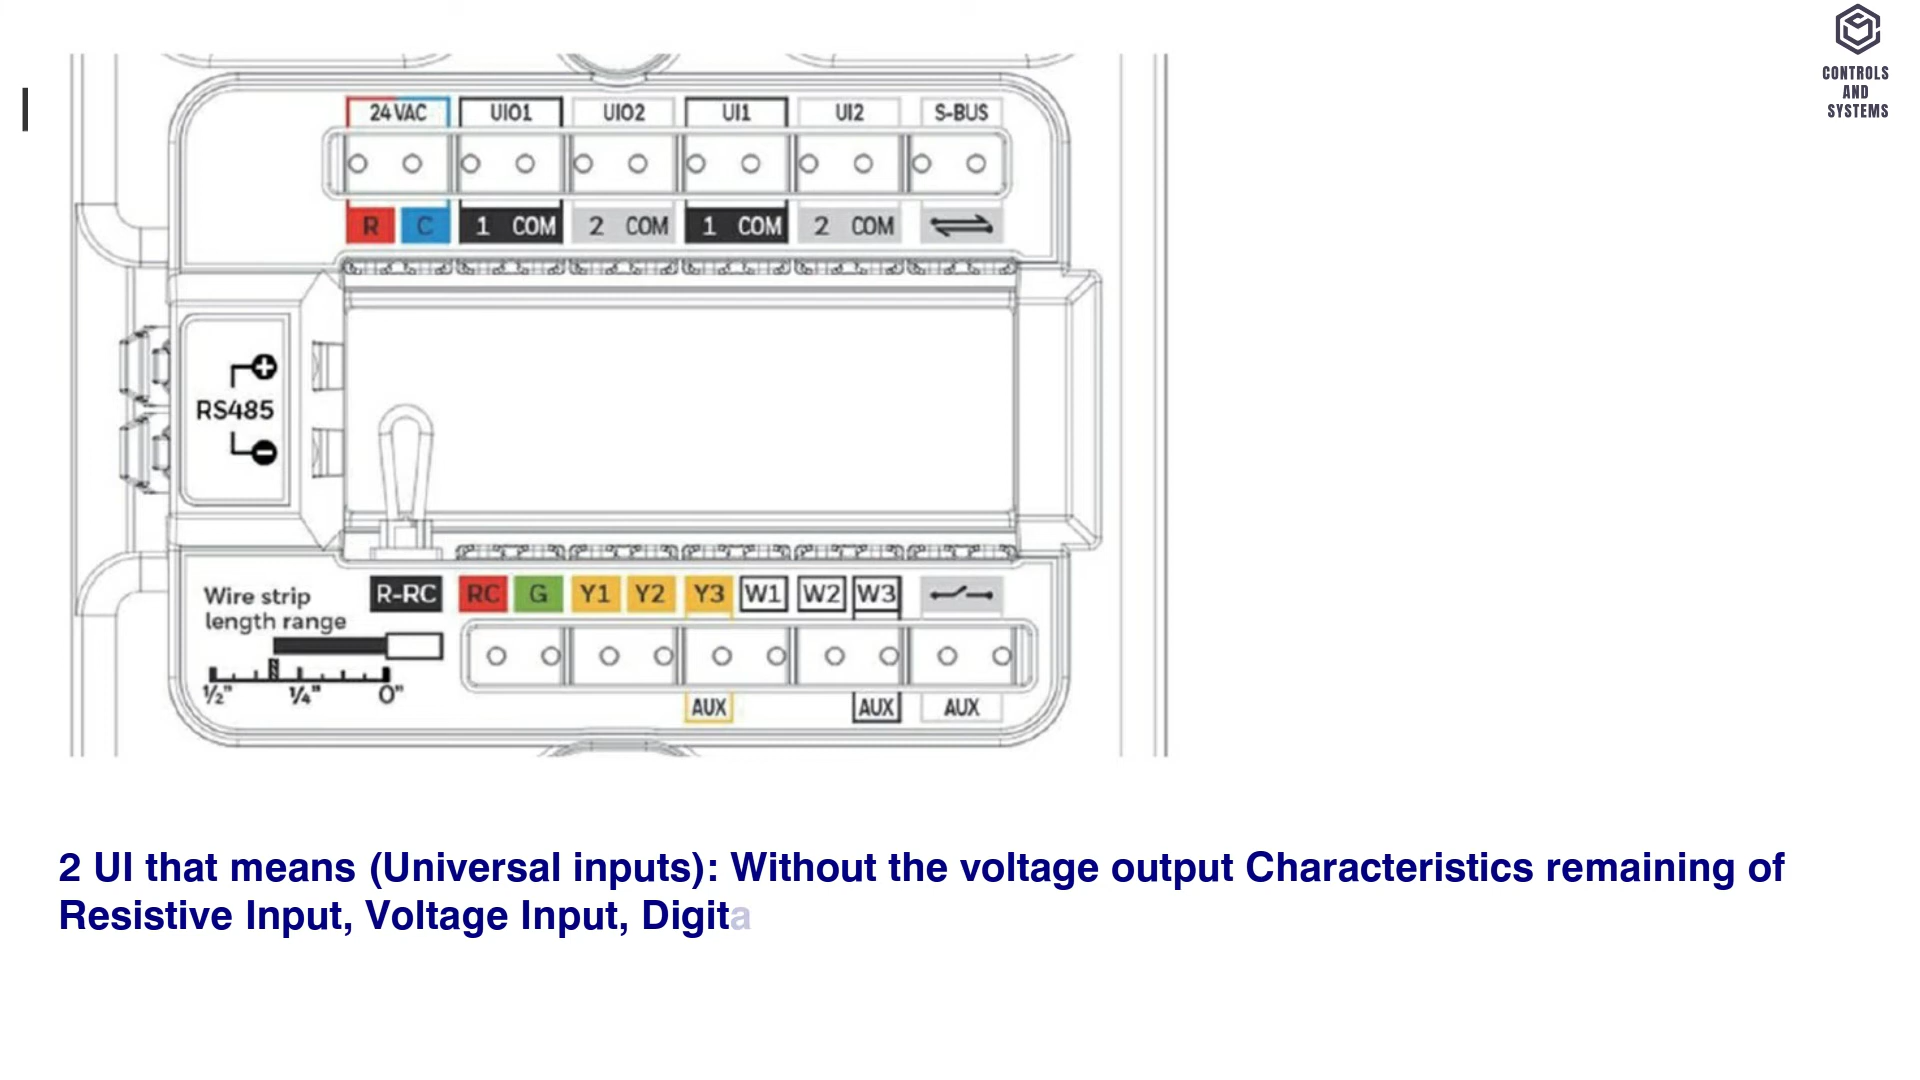 CONTROLS
AND
SYSTEMS
24VAC UIO1 UIO2 UI1 UI2 S-BUS
R C 1 COM 2 COM 1 COM 2 COM
RS485
Wire strip
length range
R-RC RC G Y1 Y2 Y3 W1 W2 W3
½" ¼" 0"
AUX AUX AUX
2 UI that means (Universal inputs): Without the voltage output Characteristics remaining of
Resistive Input, Voltage Input, Digita